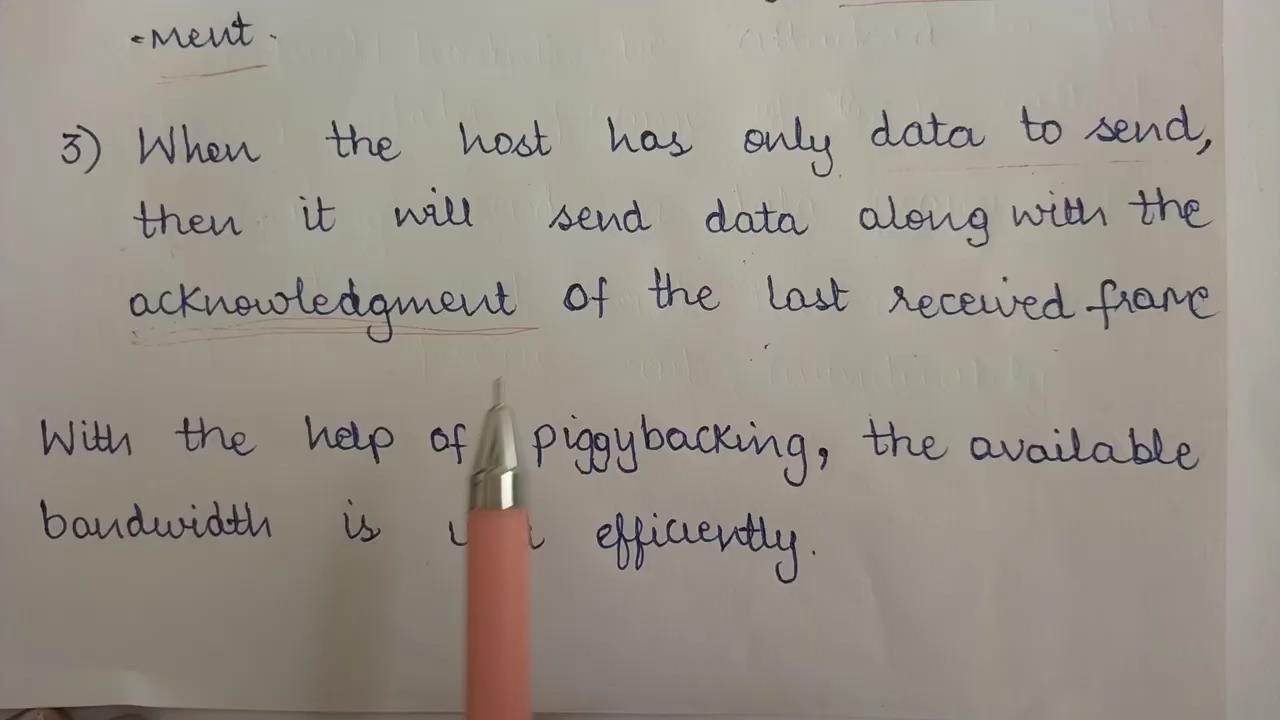 -ment.
3) When the host has only data to send,
then it will send data along with the
acknowledgment of the last received frame
With the help of piggybacking, the available
bandwidth is efficiently.